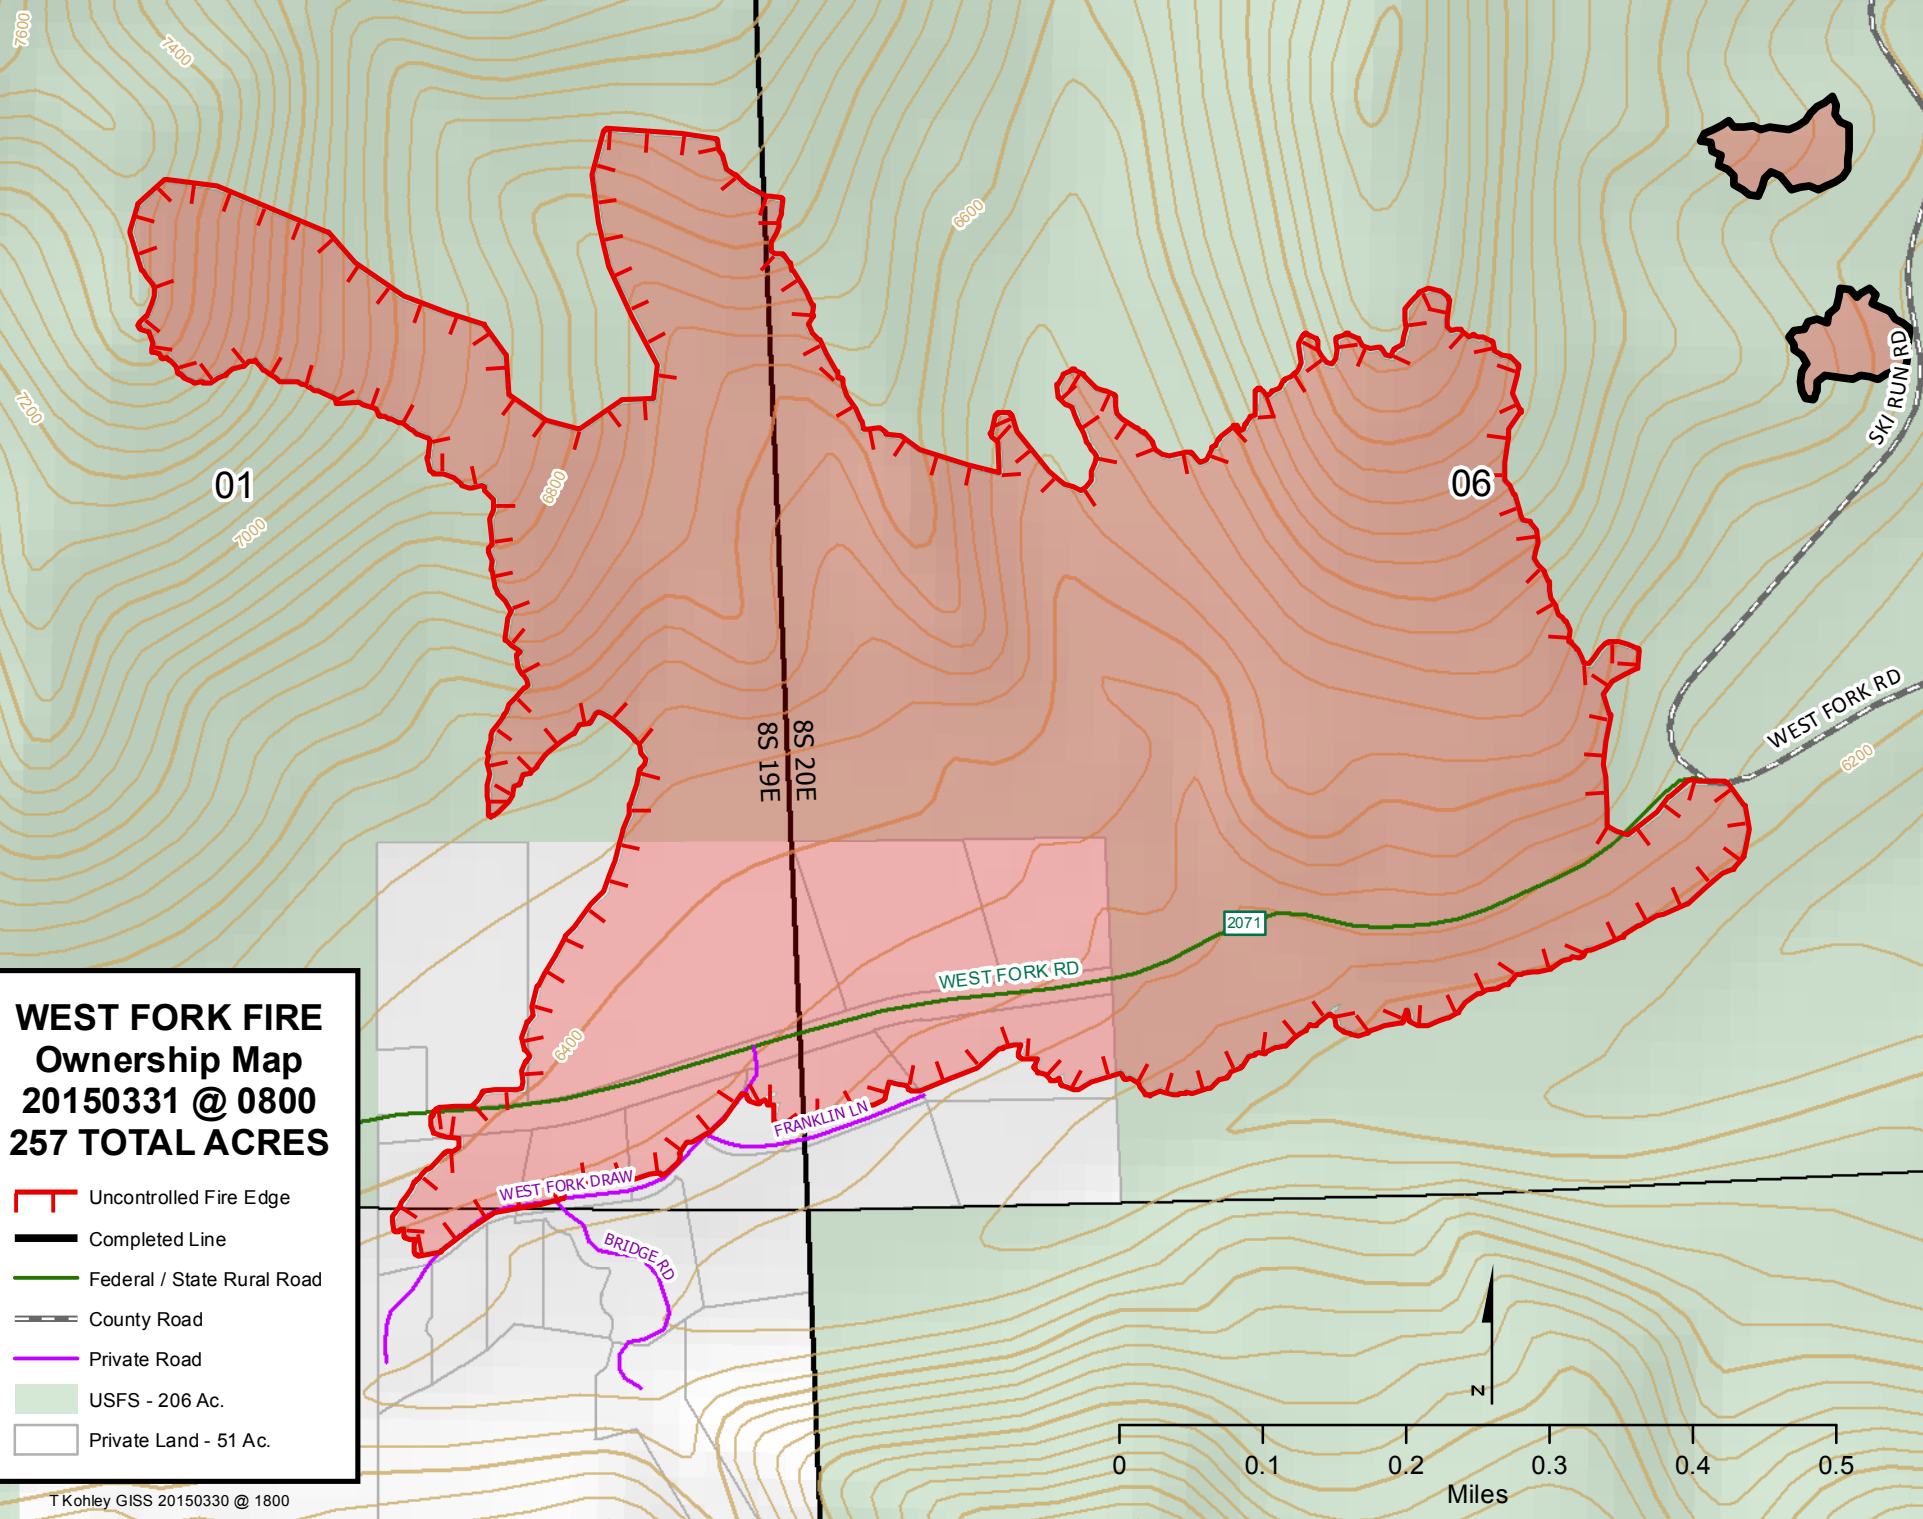 7600
7400
6600
7200
01
7000
6800
06
SKI RUN RD
WEST FORK RD
6200
8S 19E
8S 20E
2071
WEST FORK RD
6400
FRANKLIN LN
WEST FORK DRAW
BRIDGE RD
WEST FORK FIRE
Ownership Map
20150331 @ 0800
257 TOTAL ACRES
Uncontrolled Fire Edge
Completed Line
Federal / State Rural Road
County Road
Private Road
USFS - 206 Ac.
Private Land - 51 Ac.
T Kohley GISS 20150330 @ 1800
N
0 0.1 0.2 0.3 0.4 0.5
Miles